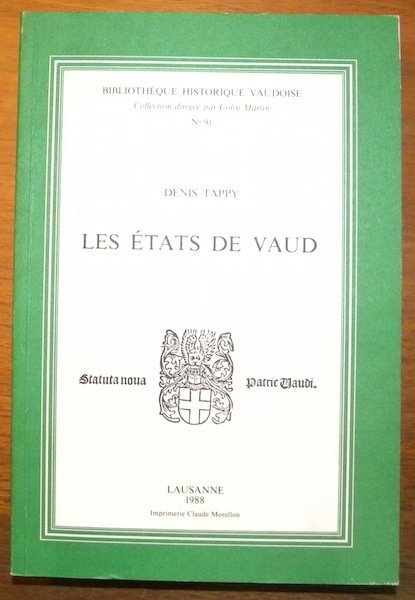 BIBLIOTHÈQUE HISTORIQUE VAUDOISE
Collection dirigée par Colin Martin
No 91
DENIS TAPPY
LES ÉTATS DE VAUD
Statuta noua Patrie Uaudi.
LAUSANNE
1988
Imprimerie Claude Morellon